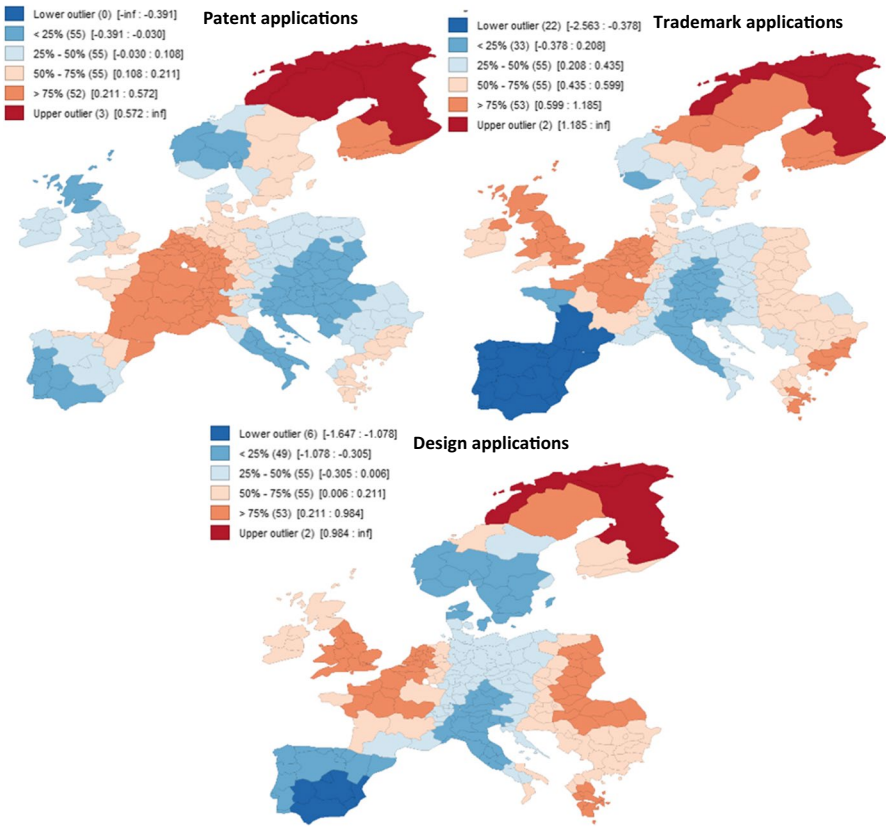 Patent applications
Lower outlier (0) [-inf : -0.391]
< 25% (55) [-0.391 : -0.030]
25% - 50% (55) [-0.030 : 0.108]
50% - 75% (55) [0.108 : 0.211]
> 75% (52) [0.211 : 0.572]
Upper outlier (3) [0.572 : inf]
Trademark applications
Lower outlier (22) [-2.563 : -0.378]
< 25% (33) [-0.378 : 0.208]
25% - 50% (55) [0.208 : 0.435]
50% - 75% (55) [0.435 : 0.599]
> 75% (53) [0.599 : 1.185]
Upper outlier (2) [1.185 : inf]
Design applications
Lower outlier (6) [-1.647 : -1.078]
< 25% (49) [-1.078 : -0.305]
25% - 50% (55) [-0.305 : 0.006]
50% - 75% (55) [0.006 : 0.211]
> 75% (53) [0.211 : 0.984]
Upper outlier (2) [0.984 : inf]